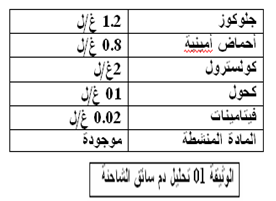 جلوكوز 1.2 غ/ل
أحماض أمينية 0.8 غ/ل
كولسترول 2غ/ل
كحول 01 غ/ل
فيتامينات 0.02 غ/ل
المادة المنشطة موجودة
الوثيقة 01 تحليل دم سائق الشاحنة